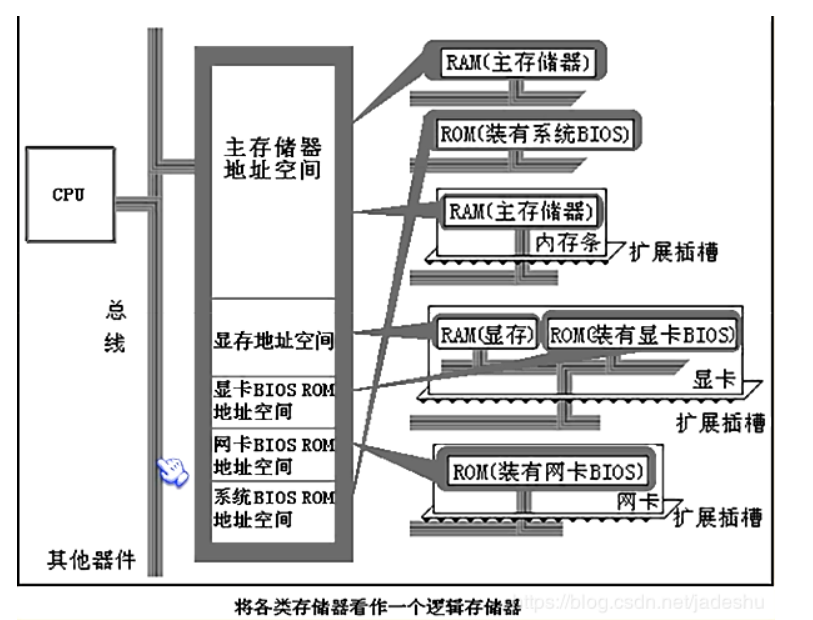 CPU
总
线
其他器件
主存储器
地址空间
显存地址空间
显卡BIOS ROM
地址空间
网卡BIOS ROM
地址空间
系统BIOS ROM
地址空间
RAM(主存储器)
ROM(装有系统BIOS)
RAM(主存储器)
内存条
扩展插槽
RAM(显存)
ROM(装有显卡BIOS)
显卡
扩展插槽
ROM(装有网卡BIOS)
网卡
扩展插槽
将各类存储器看作一个逻辑存储器
https://blog.csdn.net/jadeshu